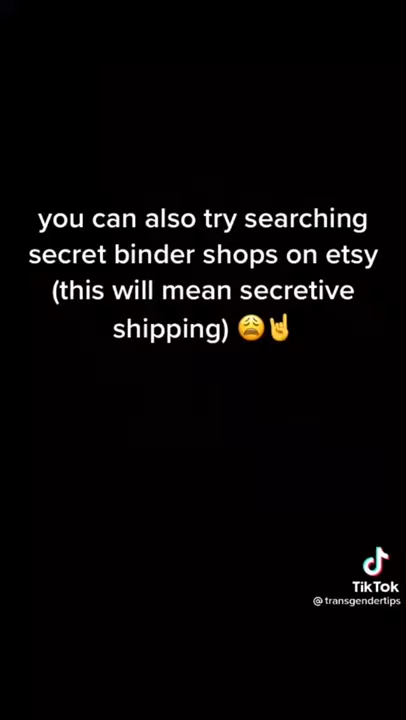 you can also try searching
secret binder shops on etsy
(this will mean secretive
shipping) 😩🤘
TikTok
@transgendertips